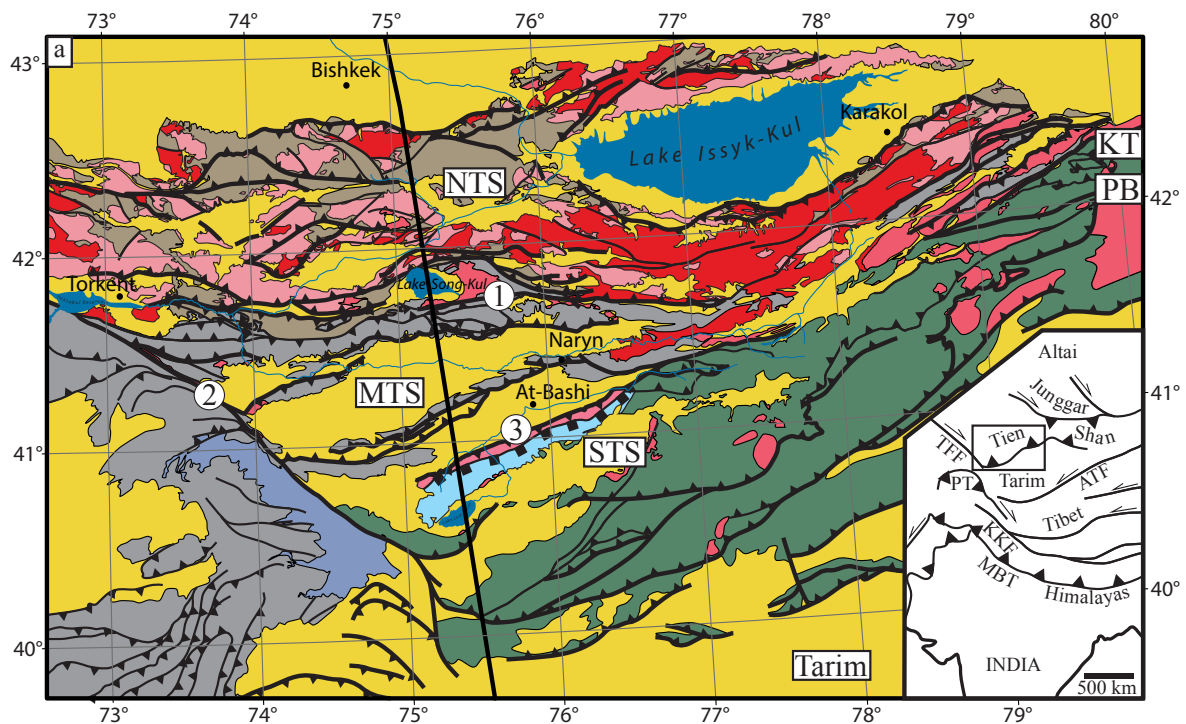 73° 74° 75° 76° 77° 78° 79° 80°
a
43°
Bishkek
Karakol
Lake Issyk-Kul
KT
NTS
PB
42°
42°
Torkent
Lake Song-Kul
1
Naryn
Altai
MTS
At-Bashi
41°
2
Junggar
41°
3
STS
Tien Shan
TFF
Tarim
PT
ATF
Tibet
KKF
MBT
40°
Himalayas
40°
Tarim
INDIA
500 km
73 74° 75° 76° 77° 78° 79°